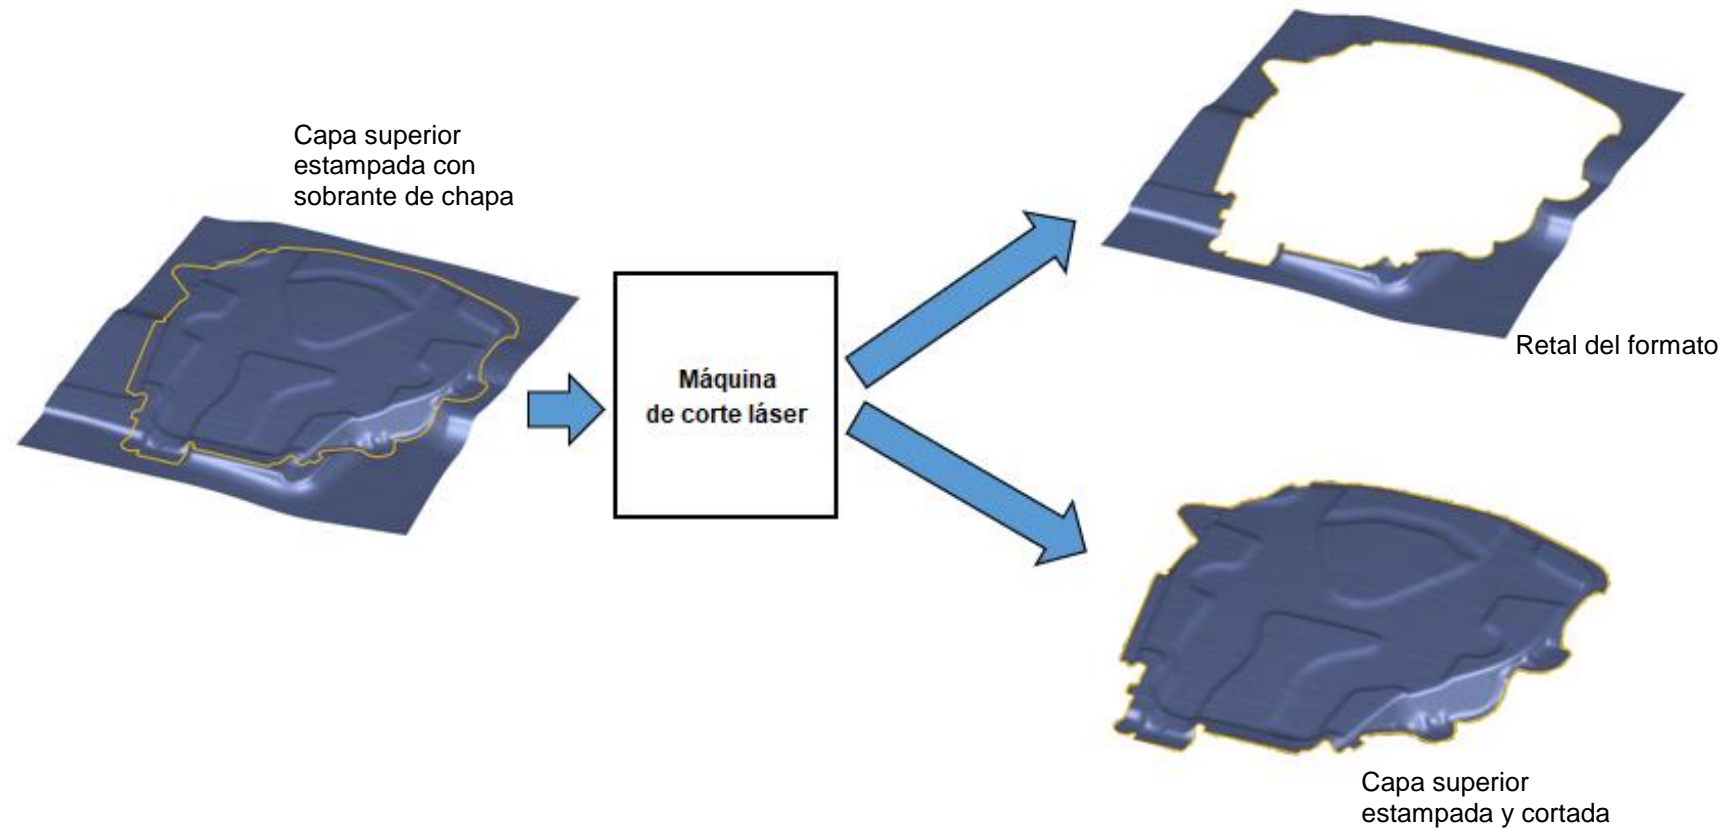 Capa superior
estampada con
sobrante de chapa
Máquina
de corte láser
Retal del formato
Capa superior
estampada y cortada